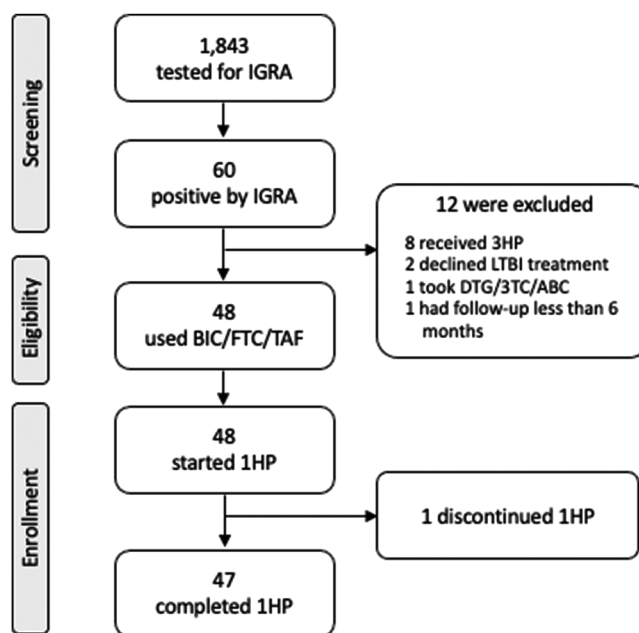 Screening
1,843
tested for IGRA
60
positive by IGRA
12 were excluded
8 received 3HP
2 declined LTBI treatment
1 took DTG/3TC/ABC
1 had follow-up less than 6
months
Eligibility
48
used BIC/FTC/TAF
Enrollment
48
started 1HP
1 discontinued 1HP
47
completed 1HP